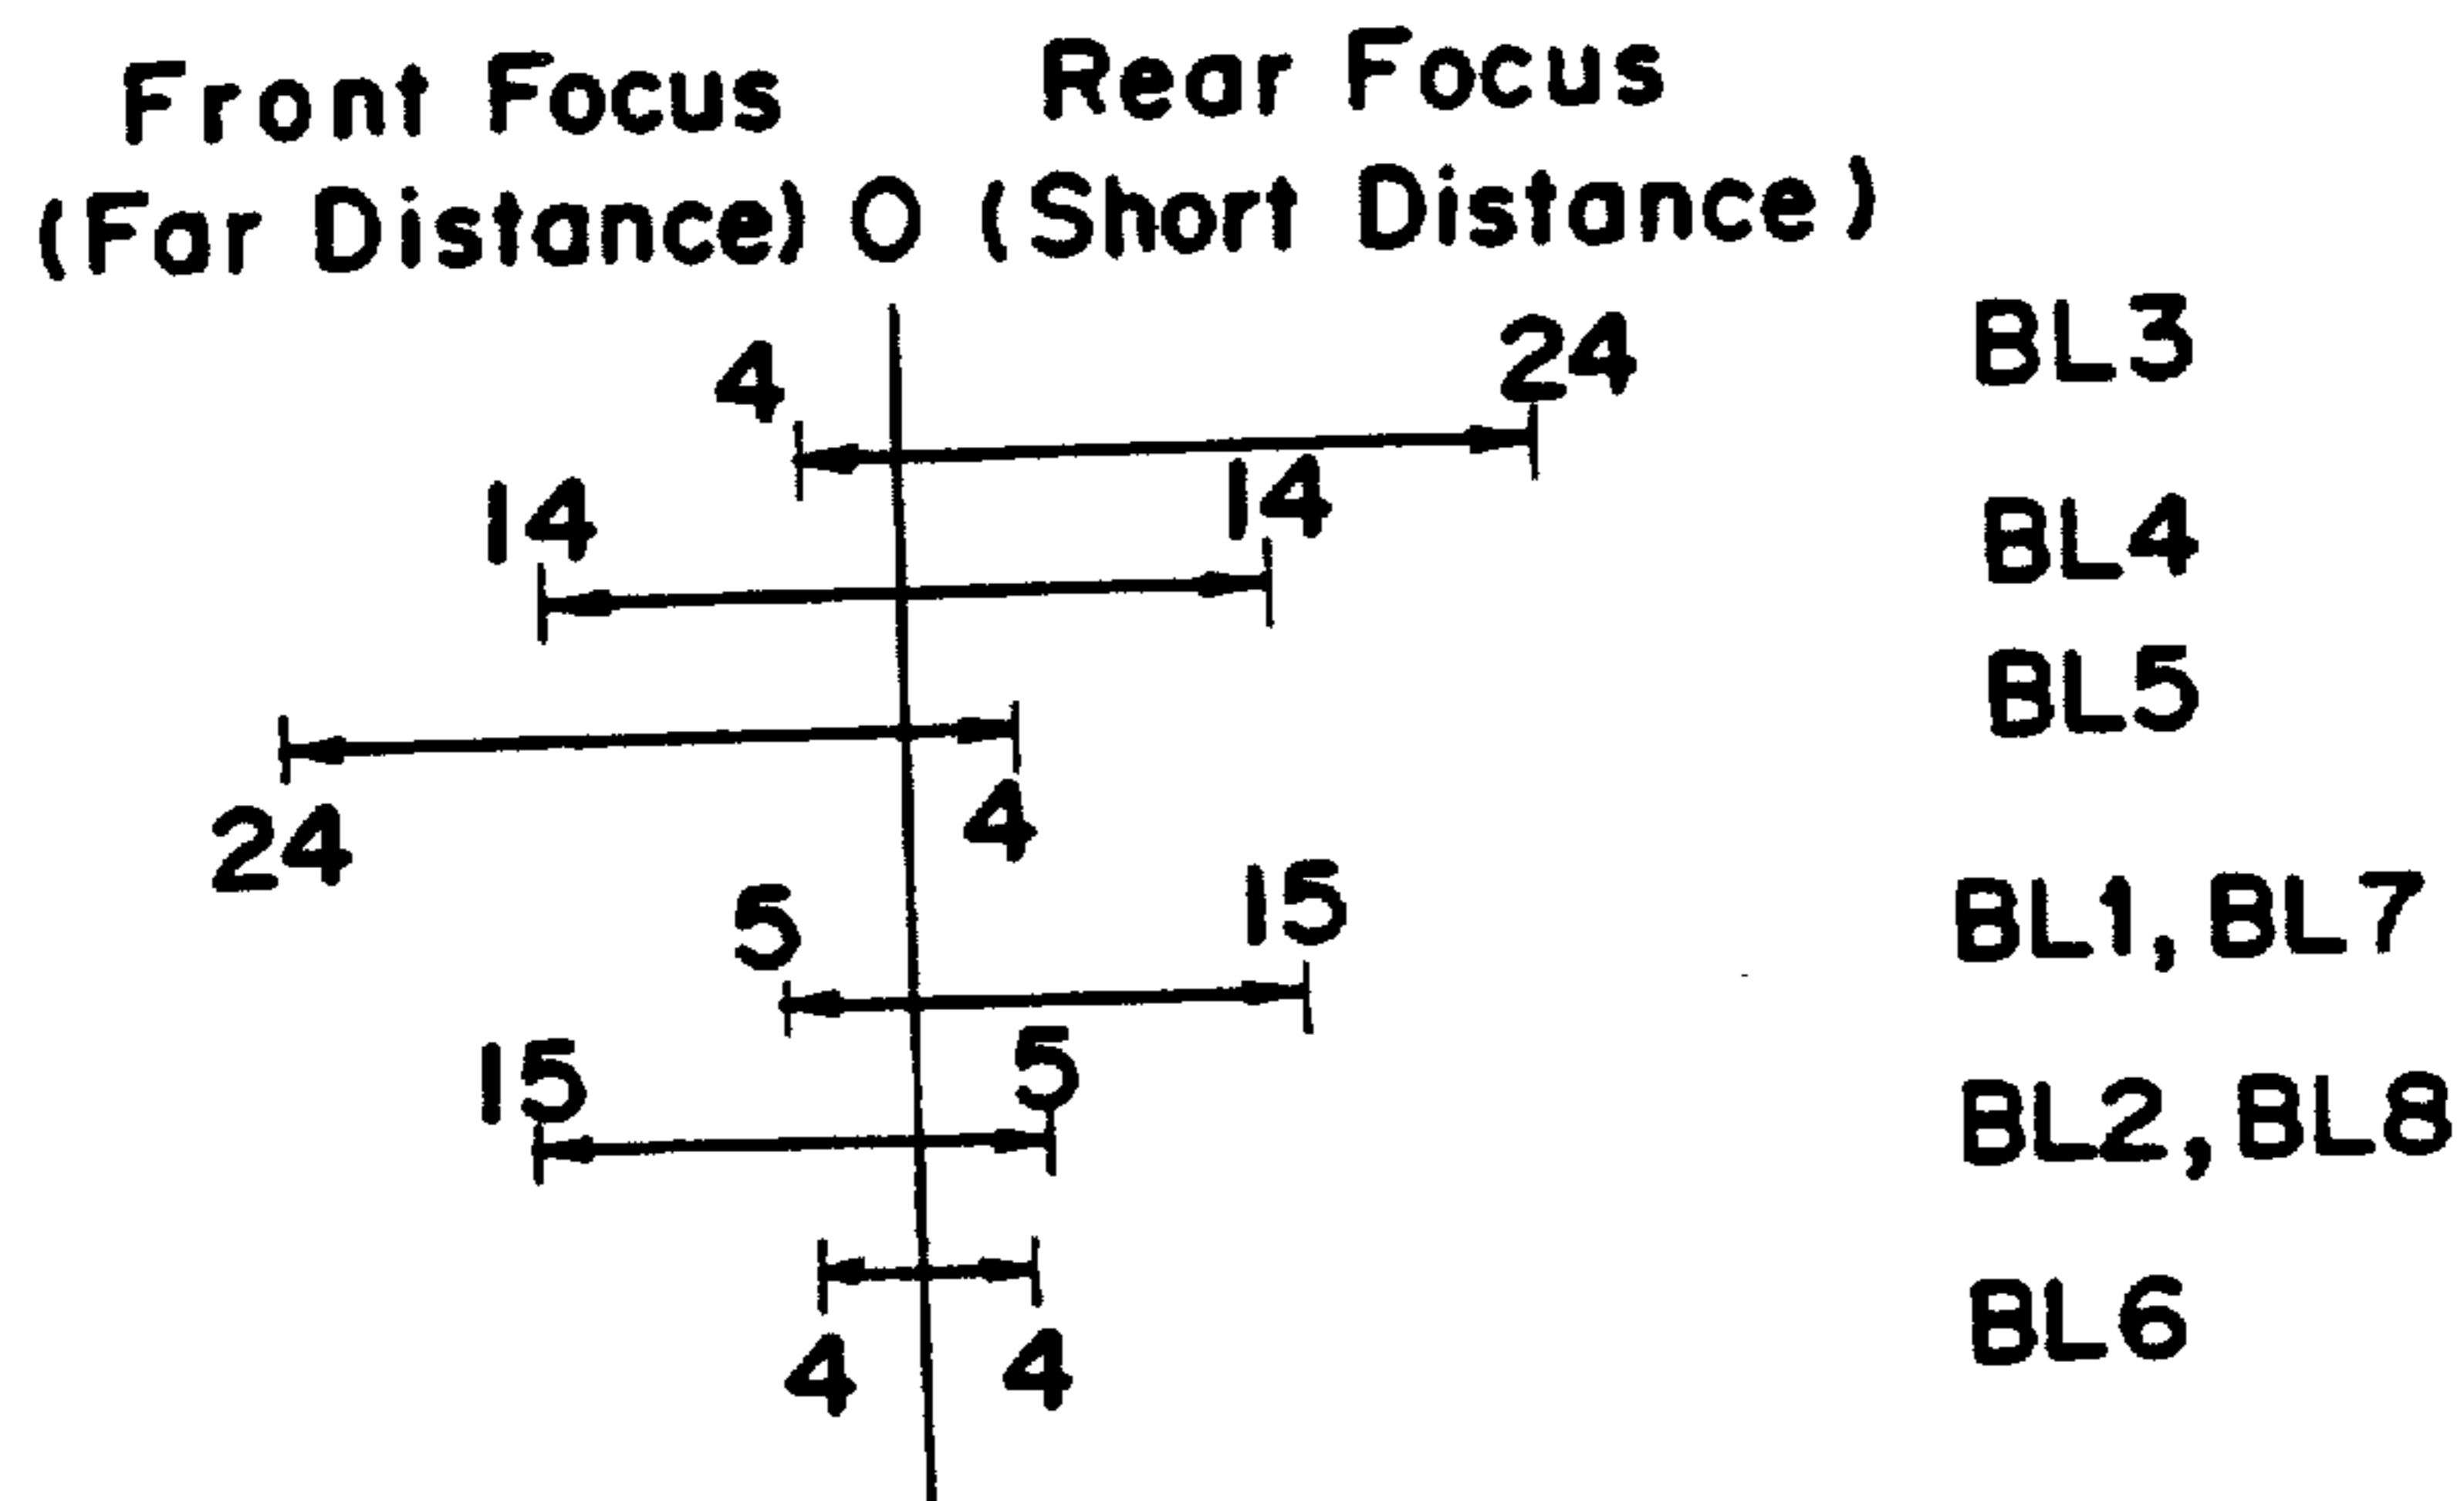 Front Focus Rear Focus
(For Distance) O (Short Distance)
4 24 BL3
14 14 BL4
BL5
24 4
5 15 BL1, BL7
15 5 BL2, BL8
BL6
4 4